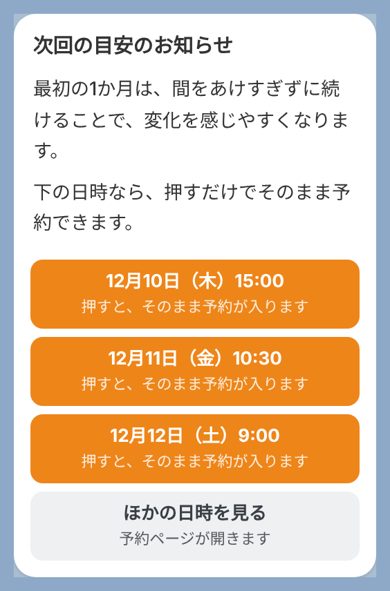 次回の目安のお知らせ
最初の1か月は、間をあけすぎずに続
けることで、変化を感じやすくなりま
す。
下の日時なら、押すだけでそのまま予
約できます。
12月10日（木）15:00
押すと、そのまま予約が入ります
12月11日（金）10:30
押すと、そのまま予約が入ります
12月12日（土）9:00
押すと、そのまま予約が入ります
ほかの日時を見る
予約ページが開きます